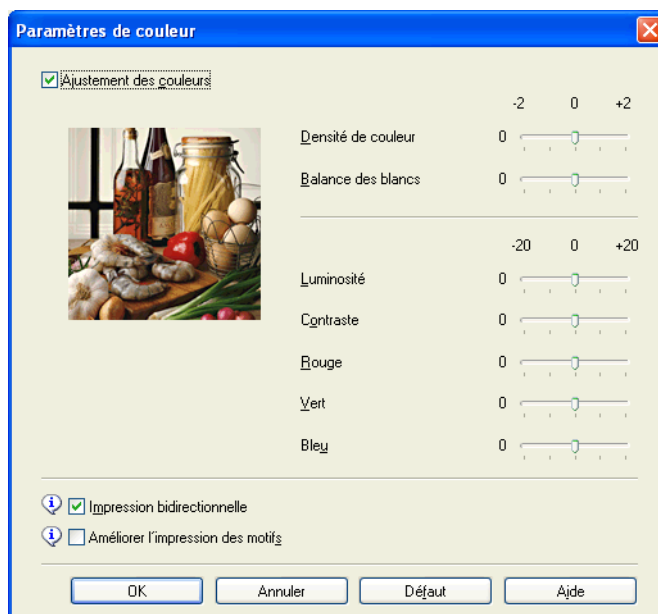 Paramètres de couleur
Ajustement des couleurs
-2 0 +2
Densité de couleur 0
Balance des blancs 0
-20 0 +20
Luminosité 0
Contraste 0
Rouge 0
Vert 0
Bleu 0
Impression bidirectionnelle
Améliorer l'impression des motifs
OK Annuler Défaut Aide